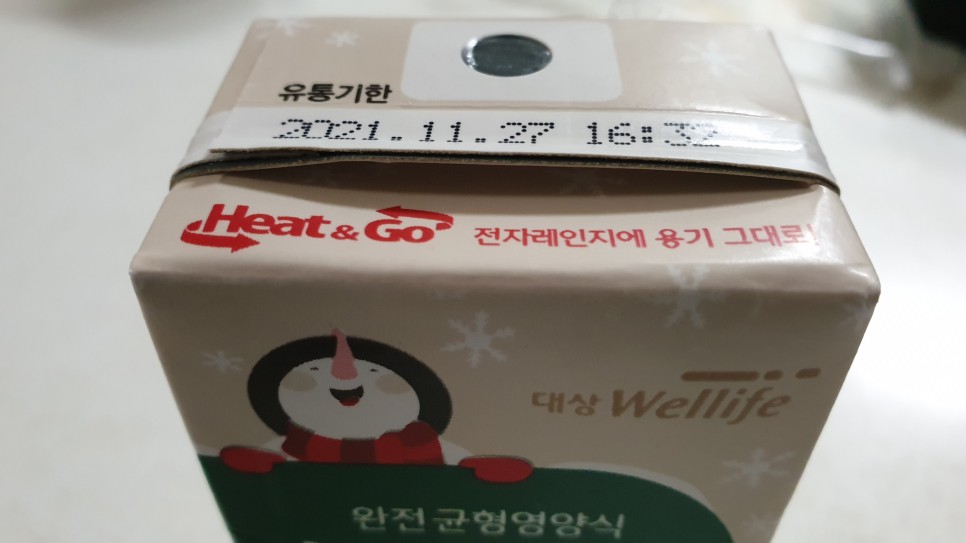 유통기한
2021.11.27 16:32
Heat & Go 전자레인지에 용기 그대로!
대상 Wellife
완전균형영양식